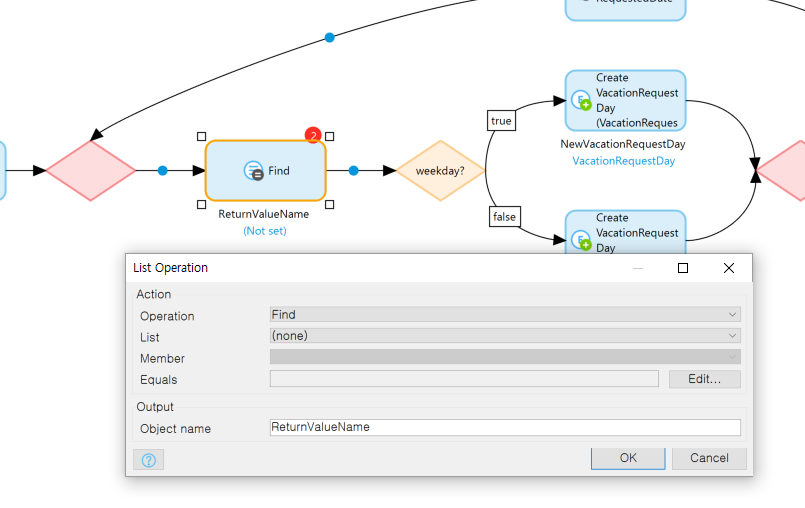 RequestedDate
Create
VacationRequest
Day
(VacationReques
NewVacationRequestDay
VacationRequestDay
true
2
Find
weekday?
ReturnValueName
(Not set)
false
Create
VacationRequest
Day
List Operation
Action
Operation
Find
List
(none)
Member
Equals
Edit...
Output
Object name
ReturnValueName
OK
Cancel